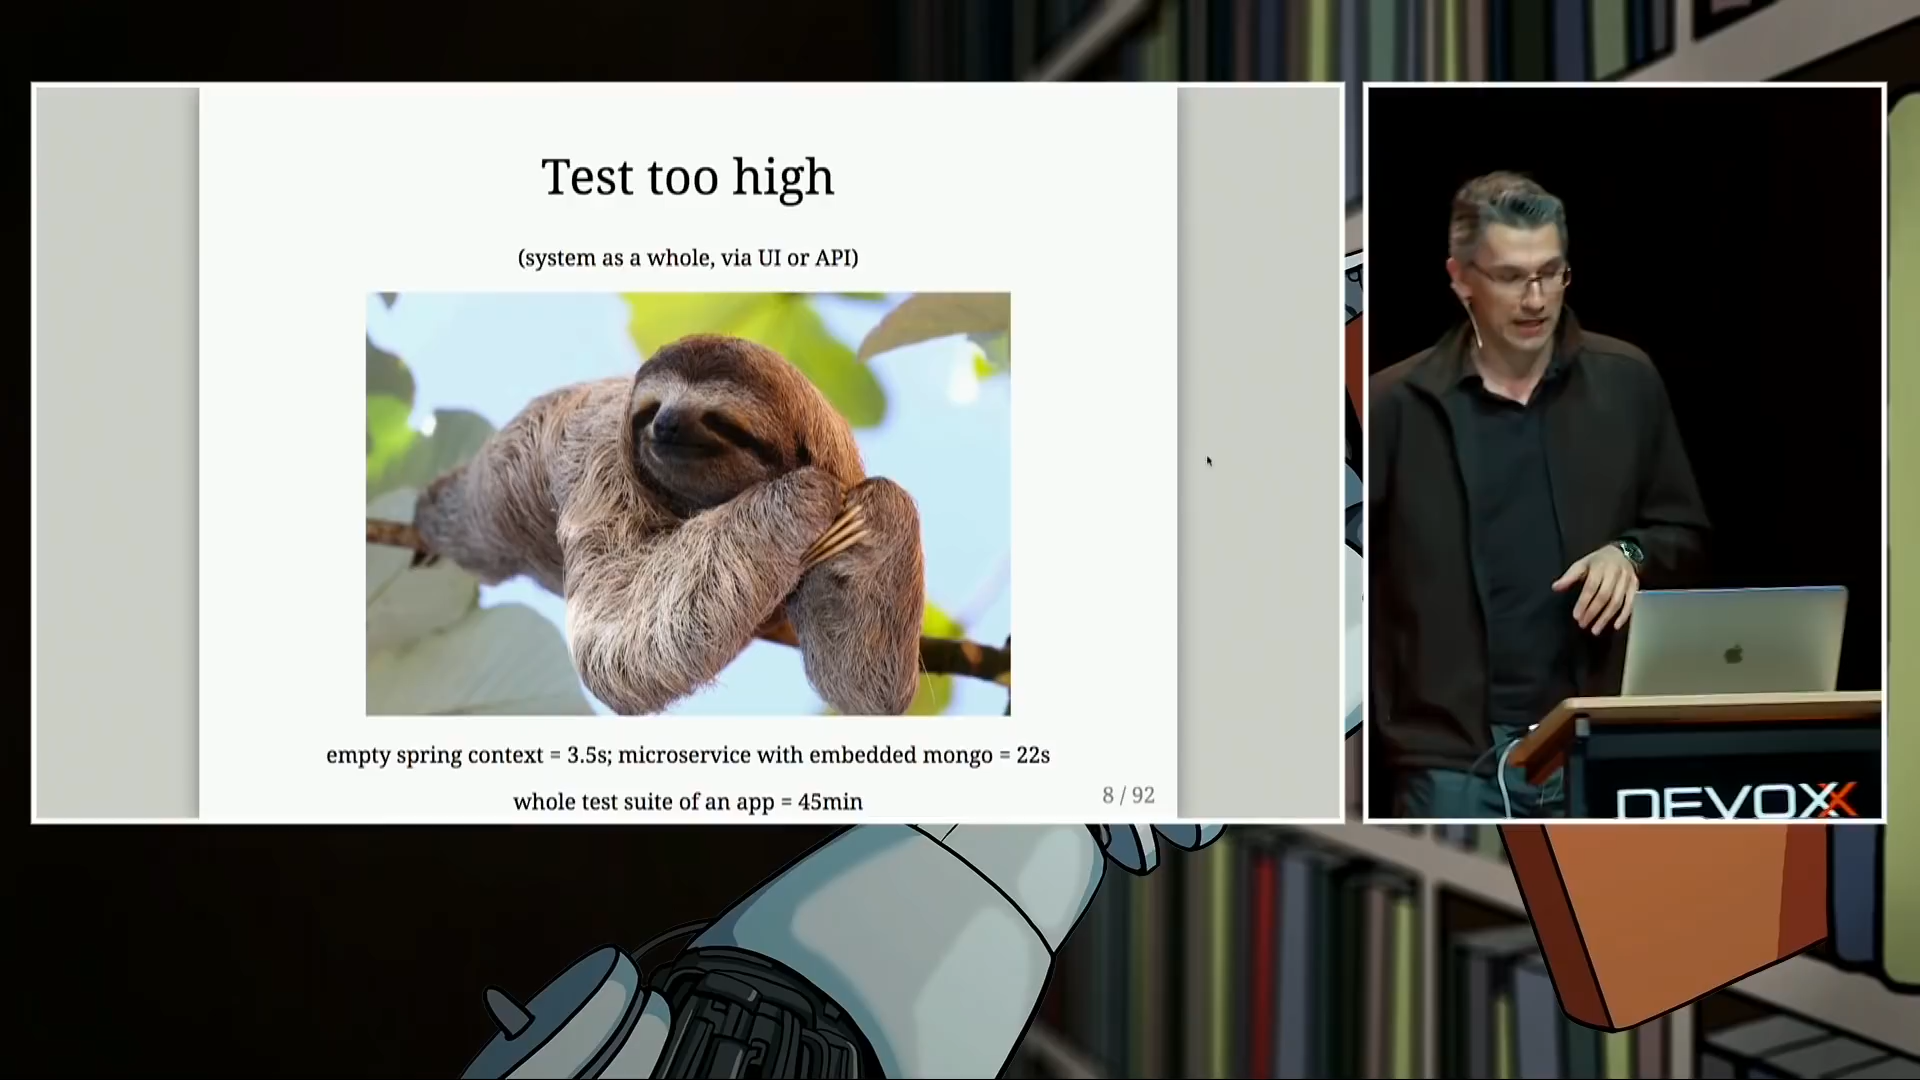 Test too high
(system as a whole, via UI or API)
empty spring context = 3.5s; microservice with embedded mongo = 22s
whole test suite of an app = 45min
8 / 92
DEVOXX